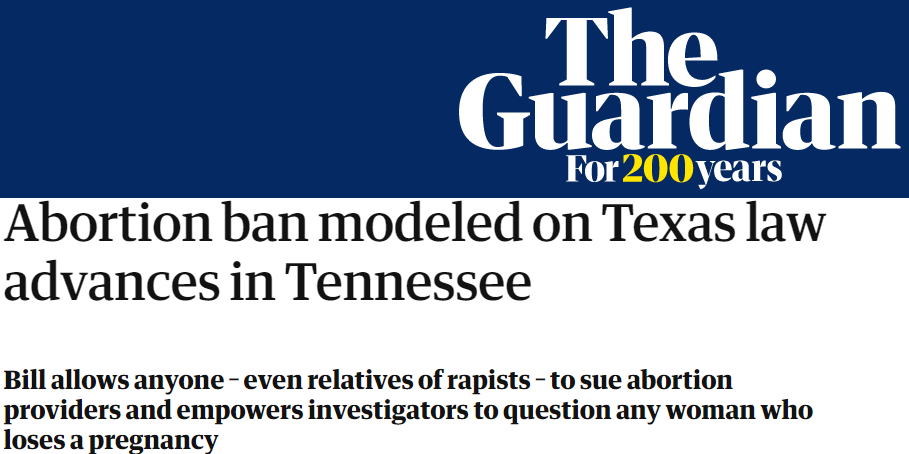 The
Guardian
For 200 years
Abortion ban modeled on Texas law
advances in Tennessee
Bill allows anyone – even relatives of rapists – to sue abortion
providers and empowers investigators to question any woman who
loses a pregnancy